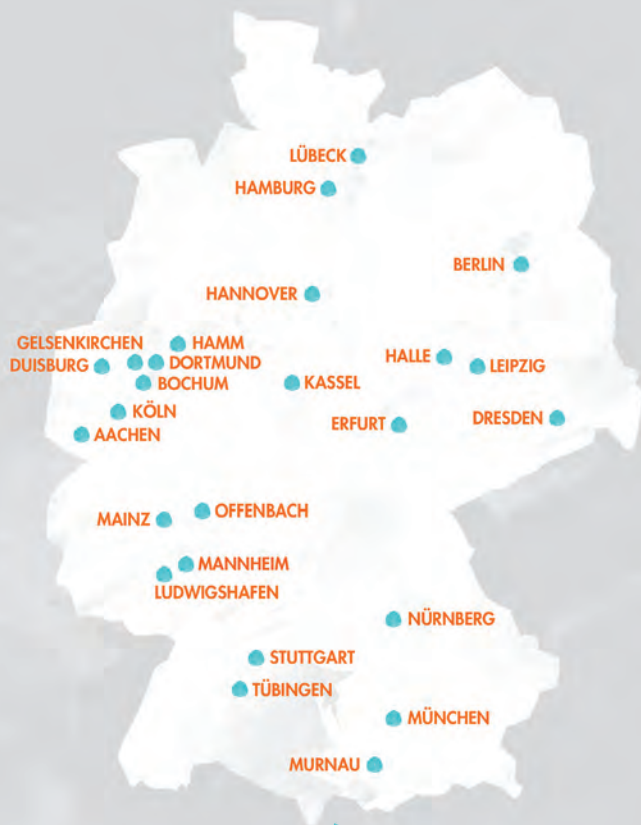 LÜBECK
HAMBURG
BERLIN
HANNOVER
GELSENKIRCHEN
HAMM
DUISBURG
DORTMUND
HALLE
LEIPZIG
BOCHUM
KASSEL
KÖLN
ERFURT
DRESDEN
AACHEN
OFFENBACH
MAINZ
MANNHEIM
LUDWIGSHAFEN
NÜRNBERG
STUTTGART
TÜBINGEN
MÜNCHEN
MURNAU